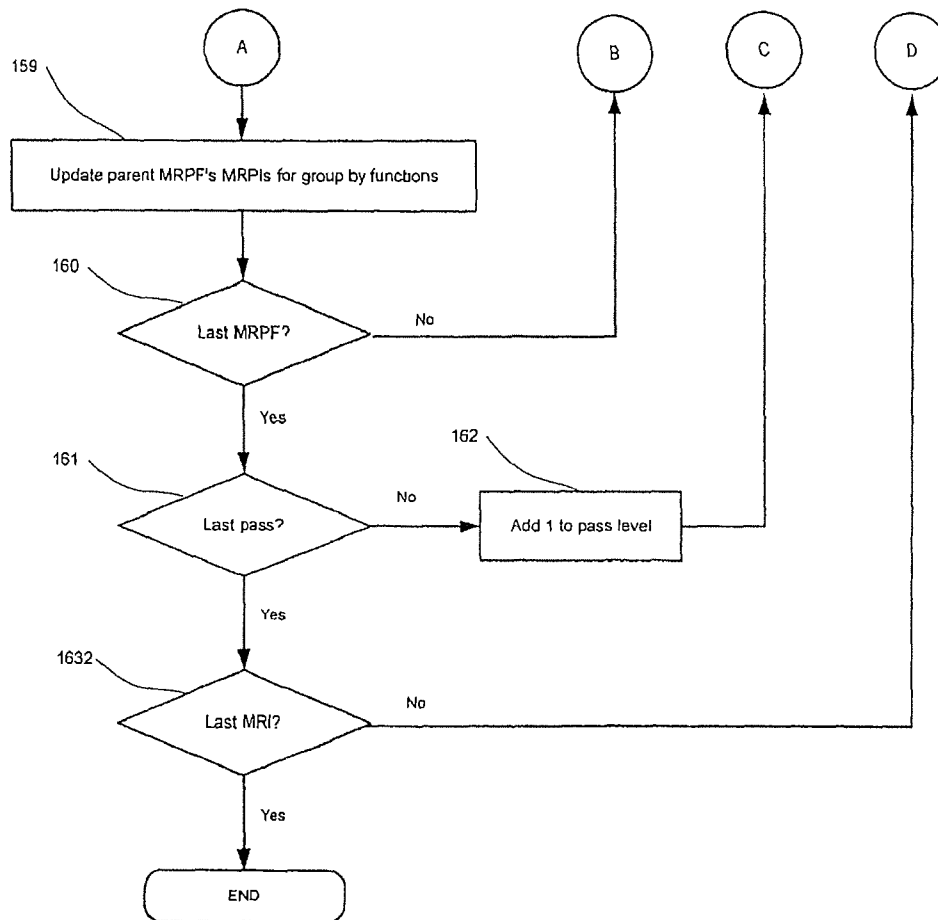 A
B
C
D
159
Update parent MRPF's MRPIs for group by functions
160
Last MRPF?
No
Yes
162
161
Last pass?
No
Add 1 to pass level
Yes
1632
Last MRI?
No
Yes
END